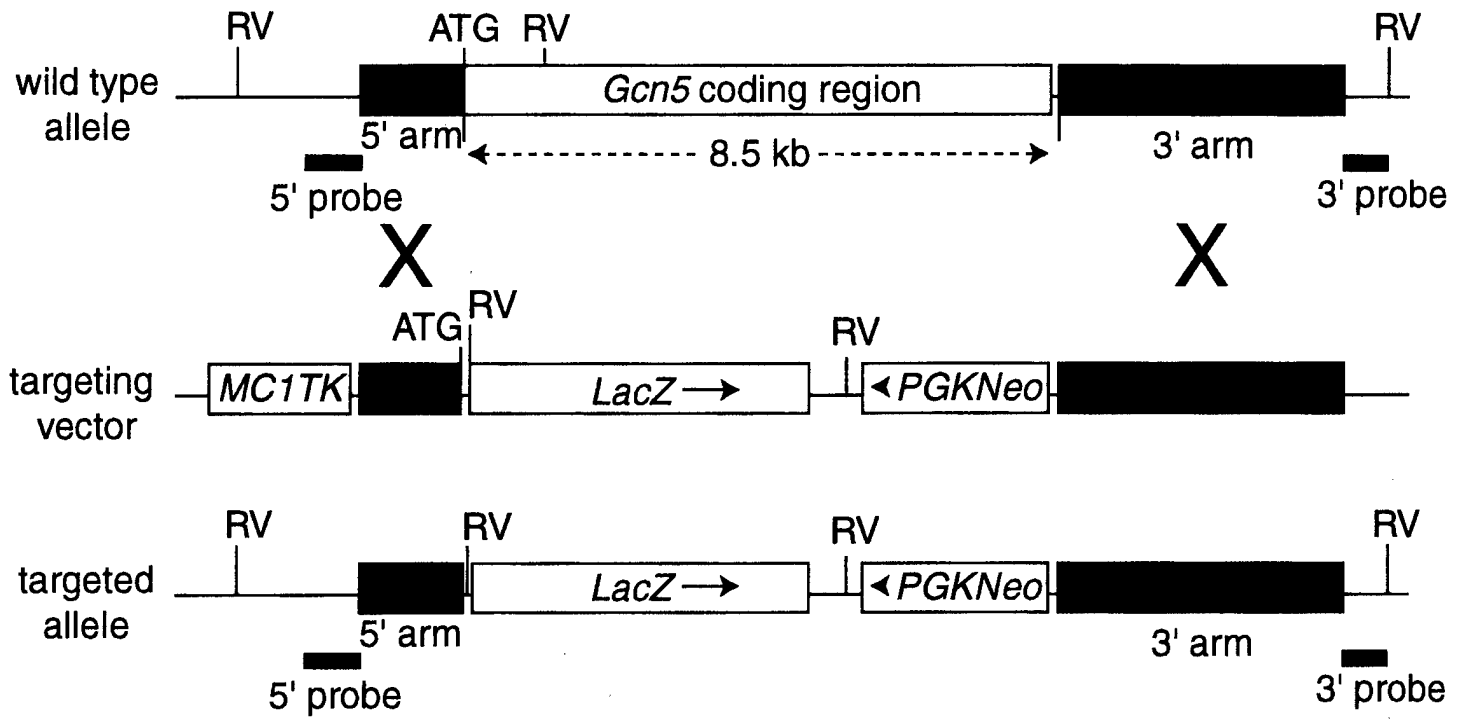 RV ATG RV RV
wild type allele Gcn5 coding region
5' arm 8.5 kb 3' arm
5' probe 3' probe
X X
RV
ATG RV
targeting vector MC1TK LacZ PGKNeo
RV RV RV RV
targeted allele LacZ PGKNeo
5' arm 3' arm
5' probe 3' probe